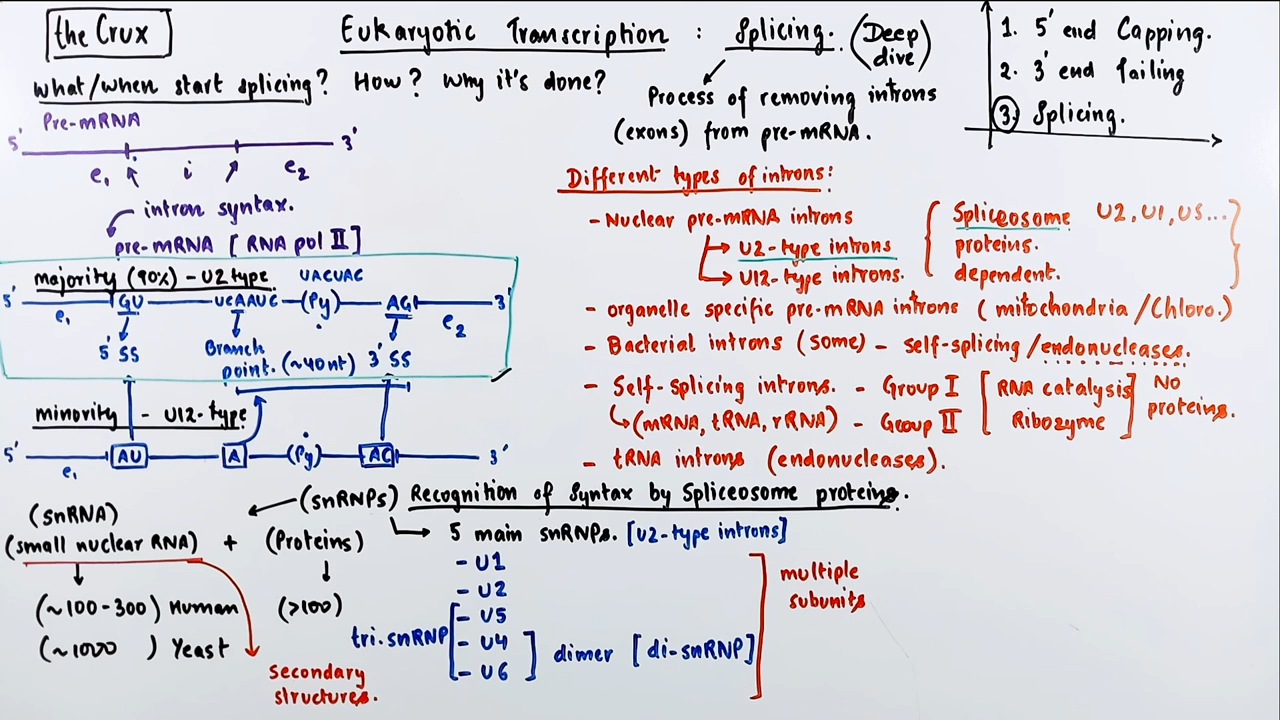 the Crux
Eukaryotic Transcription : Splicing. (Deep dive)
1. 5' end Capping.
2. 3' end Tailing
3. Splicing.
what/when start splicing? How? Why it's done?
Process of removing introns
(exons) from pre-mRNA.
Pre-mRNA
5' 3'
e₁ i e₂
intron syntax.
pre-mRNA [RNA pol II]
majority (90%) - U2 type UACUAC
5' GU UCAAUC (Py) AG 3'
e₁ e₂
5' SS Branch point. (~40nt) 3' SS
minority - U12-type
5' AU A (Py) AC 3'
e₁
Different types of introns:
- Nuclear pre-mRNA introns
→ U2-type introns
→ U12-type introns.
Spliceosome U2, U1, U5...
proteins.
dependent.
- organelle specific pre-mRNA introns (mitochondria/Chloro.)
- Bacterial introns (some) - self-splicing/endonucleases.
- Self-splicing introns. - Group I [RNA catalysis] No
(mRNA, tRNA, rRNA) - Group II [Ribozyme] proteins.
- tRNA introns (endonucleases).
(snRNPs) Recognition of Syntax by Spliceosome proteins.
(snRNA)
(small nuclear RNA) + (Proteins)
(~100-300) Human (>100)
(~1000 ) Yeast
Secondary
structures.
5 main snRNPs. [U2-type introns]
- U1
- U2
- U5
tri.snRNP - U4 dimer [di-snRNP]
- U6
multiple
subunits